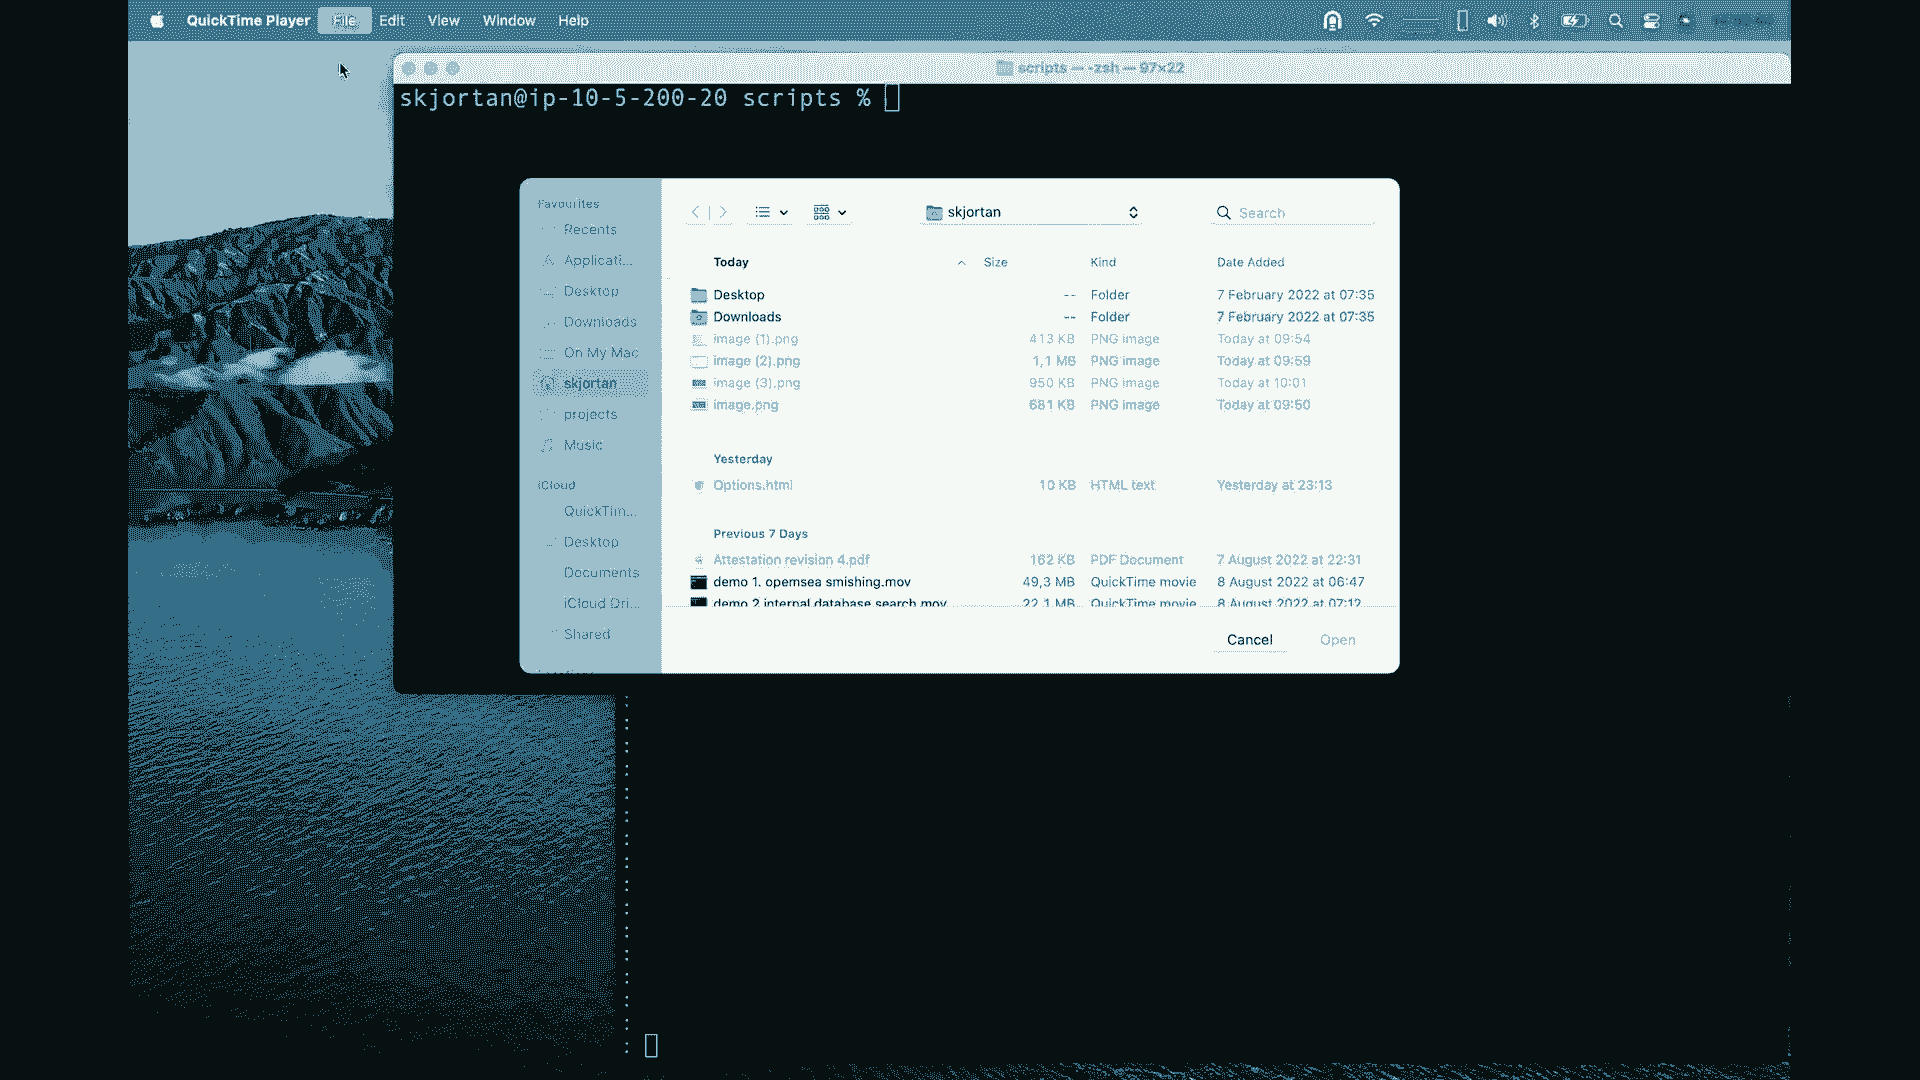 QuickTime Player File Edit View Window Help
scripts — -zsh — 97×22
skjortan@ip-10-5-200-20 scripts %
Favourites
Recents
Applicati...
Desktop
Downloads
On My Mac
skjortan
projects
Music
iCloud
QuickTim...
Desktop
Documents
iCloud Dri...
Shared
skjortan
Search
Today Size Kind Date Added
Desktop -- Folder 7 February 2022 at 07:35
Downloads -- Folder 7 February 2022 at 07:35
image (1).png 413 KB PNG image Today at 09:54
image (2).png 1,1 MB PNG image Today at 09:59
image (3).png 950 KB PNG image Today at 10:01
image.png 681 KB PNG image Today at 09:50
Yesterday
Options.html 10 KB HTML text Yesterday at 23:13
Previous 7 Days
Attestation revision 4.pdf 162 KB PDF Document 7 August 2022 at 22:31
demo 1. opemsea smishing.mov 49,3 MB QuickTime movie 8 August 2022 at 06:47
demo 2 internal database search.mov 22,1 MB QuickTime movie 8 August 2022 at 07:12
Cancel Open